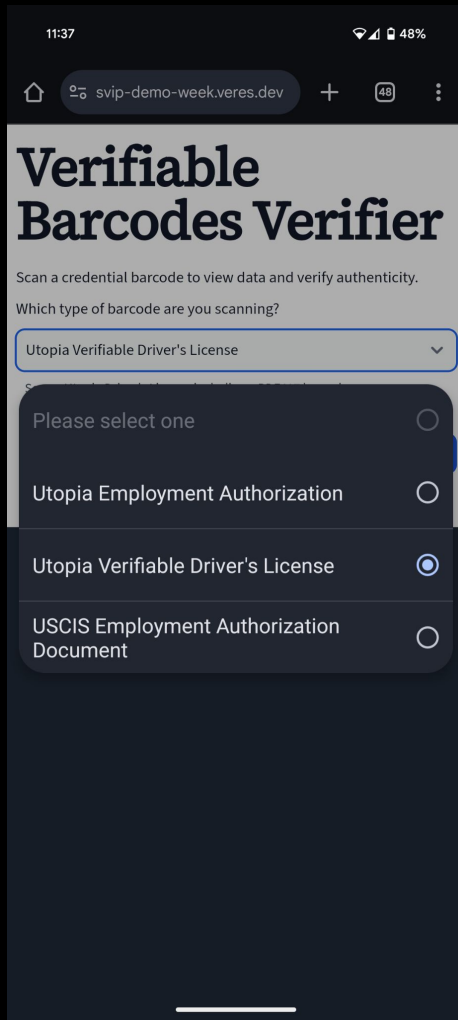 11:37
48%
svip-demo-week.veres.dev
48
Verifiable
Barcodes Verifier
Scan a credential barcode to view data and verify authenticity.
Which type of barcode are you scanning?
Utopia Verifiable Driver's License
Please select one
Utopia Employment Authorization
Utopia Verifiable Driver's License
USCIS Employment Authorization
Document